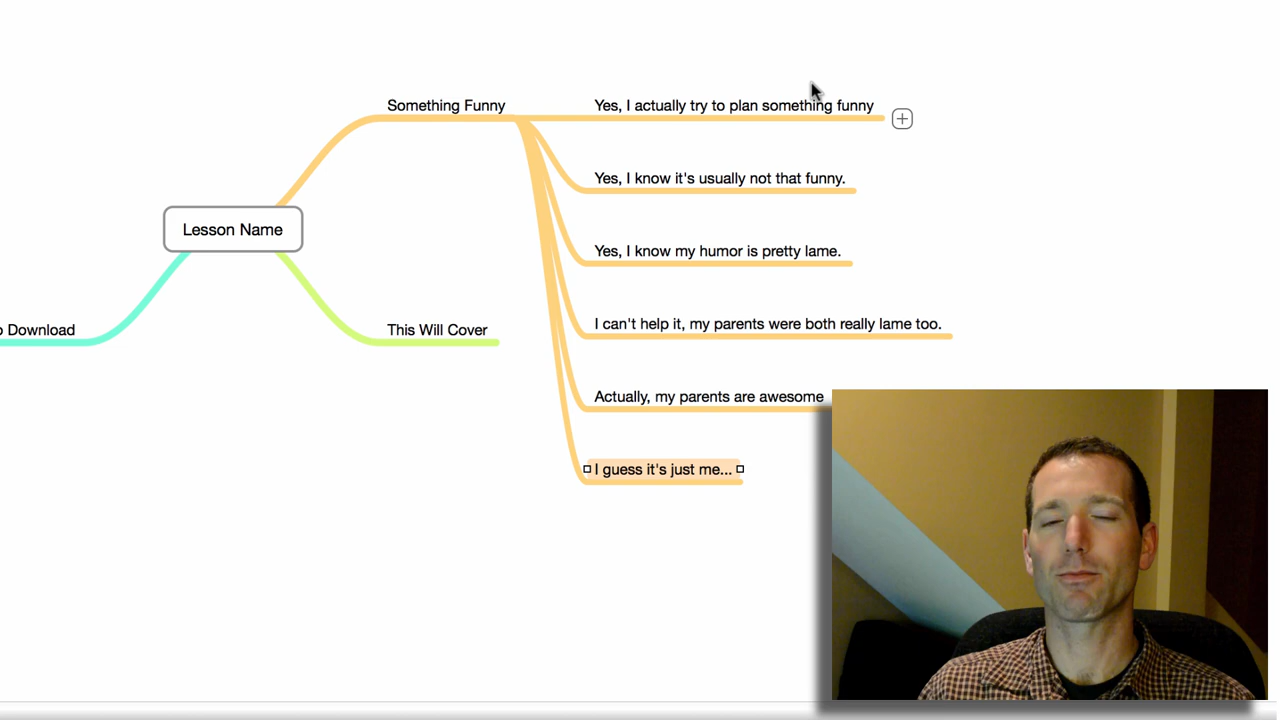 Something Funny
Yes, I actually try to plan something funny
Yes, I know it's usually not that funny.
Lesson Name
Yes, I know my humor is pretty lame.
I can't help it, my parents were both really lame too.
Download
This Will Cover
Actually, my parents are awesome
I guess it's just me...